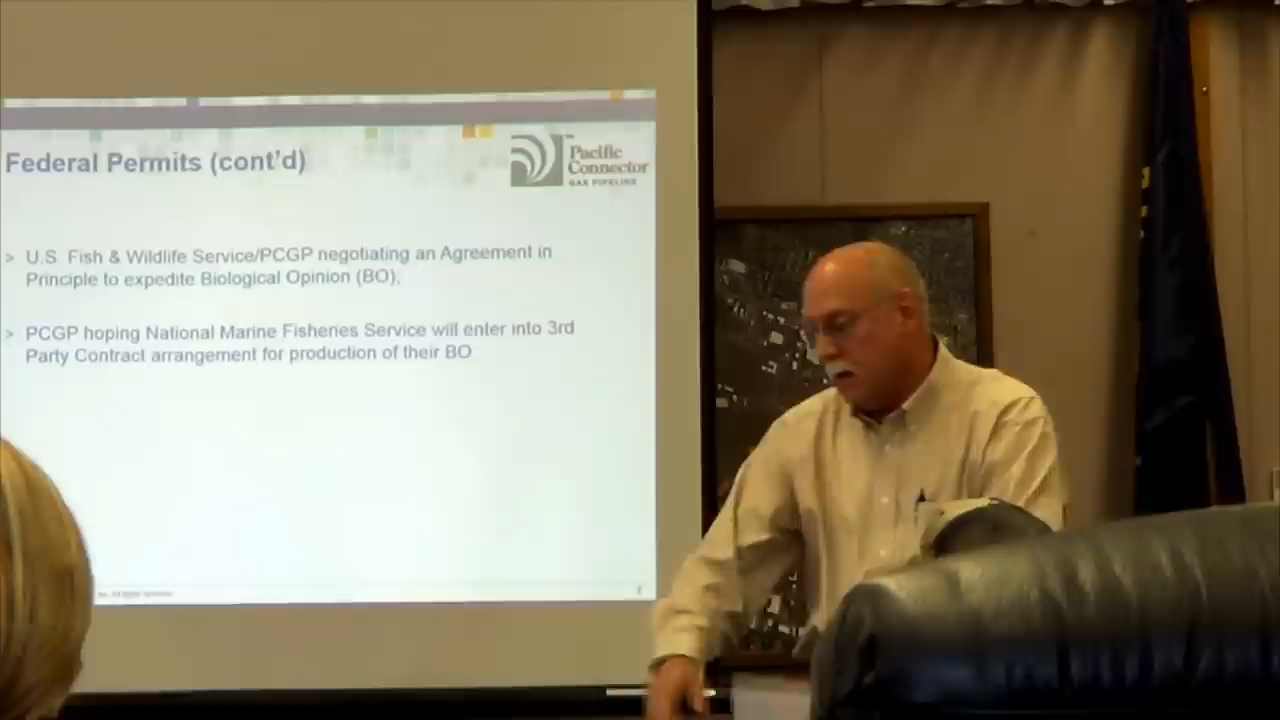 Federal Permits (cont'd)
Pacific
Connector
GAS PIPELINE
> U.S. Fish & Wildlife Service/PCGP negotiating an Agreement in
Principle to expedite Biological Opinion (BO).
> PCGP hoping National Marine Fisheries Service will enter into 3rd
Party Contract arrangement for production of their BO